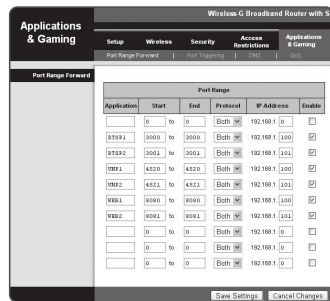 Wireless-G Broadband Router with S
Applications & Gaming
Setup Wireless Security Access Restrictions Applications & Gaming
Port Range Forward | Port Triggering | DMZ | QoS
Port Range Forward
Port Range
Application Start End Protocol IP Address Enable
0 to 0 Both 192.168.1. 0
RTSP1 3000 to 3000 Both 192.168.1. 100
RTSP2 3001 to 3001 Both 192.168.1. 101
VNP1 4520 to 4520 Both 192.168.1. 100
VNP2 4521 to 4521 Both 192.168.1. 101
WEB1 8080 to 8080 Both 192.168.1. 100
WEB2 8081 to 8081 Both 192.168.1. 101
0 to 0 Both 192.168.1. 0
0 to 0 Both 192.168.1. 0
0 to 0 Both 192.168.1. 0
Save Settings Cancel Changes